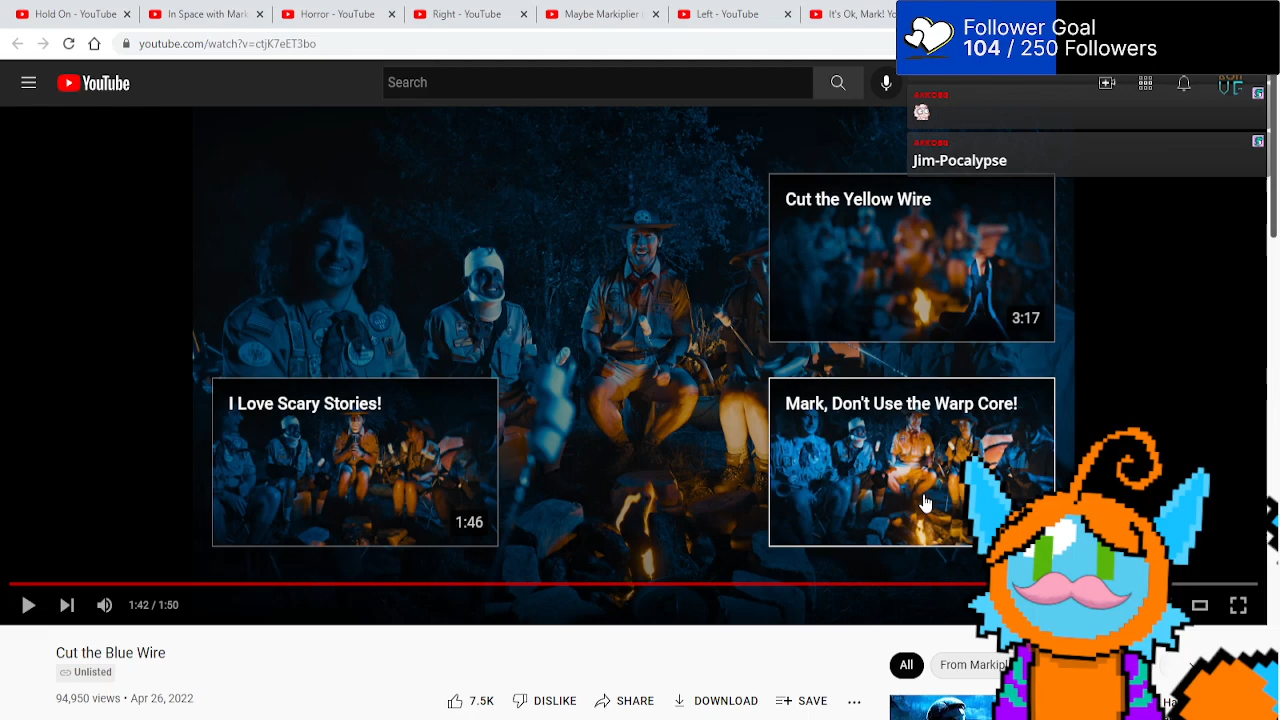 Hold On - YouTube
In Space with Mark
Horror - YouTube
Right - YouTube
Maybe Markiplier
Left - YouTube
It's Ok, Mark! Yo
youtube.com/watch?v=ctjK7eET3bo
Follower Goal
104 / 250 Followers
YouTube
Search
Jim-Pocalypse
Cut the Yellow Wire
3:17
I Love Scary Stories!
1:46
Mark, Don't Use the Warp Core!
1:42 / 1:50
Cut the Blue Wire
Unlisted
All
From Markipl
94,950 views • Apr 26, 2022
7.5K
DISLIKE
SHARE
DOWNLOAD
SAVE
Ha